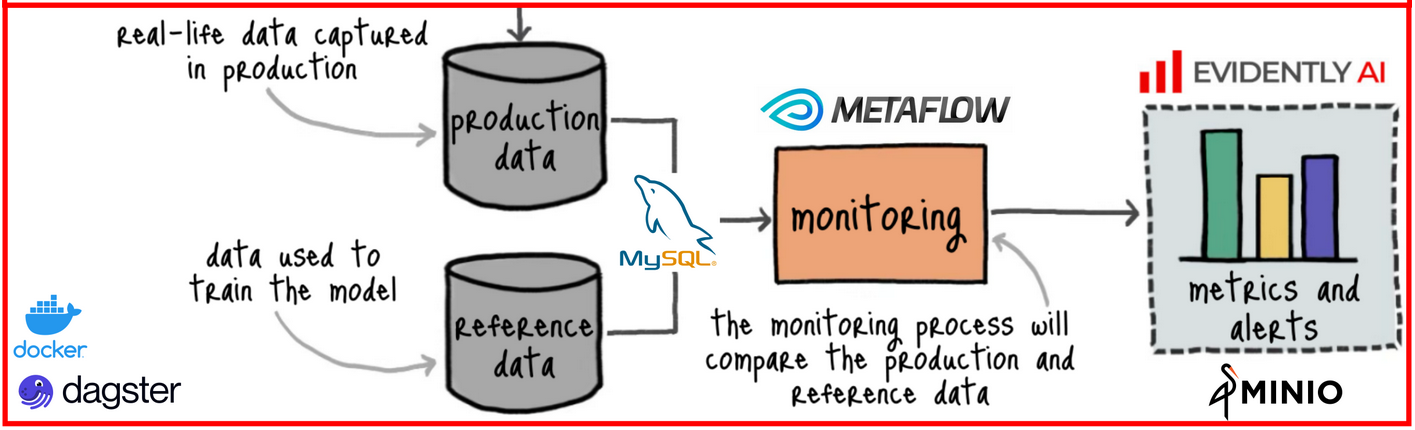 Real-life data captured
in production
production
data
MySQL®
METAFLOW
monitoring
EVIDENTLY AI
metrics and
alerts
MINIO
data used to
train the model
Reference
data
the monitoring process will
compare the production and
reference data
docker
dagster